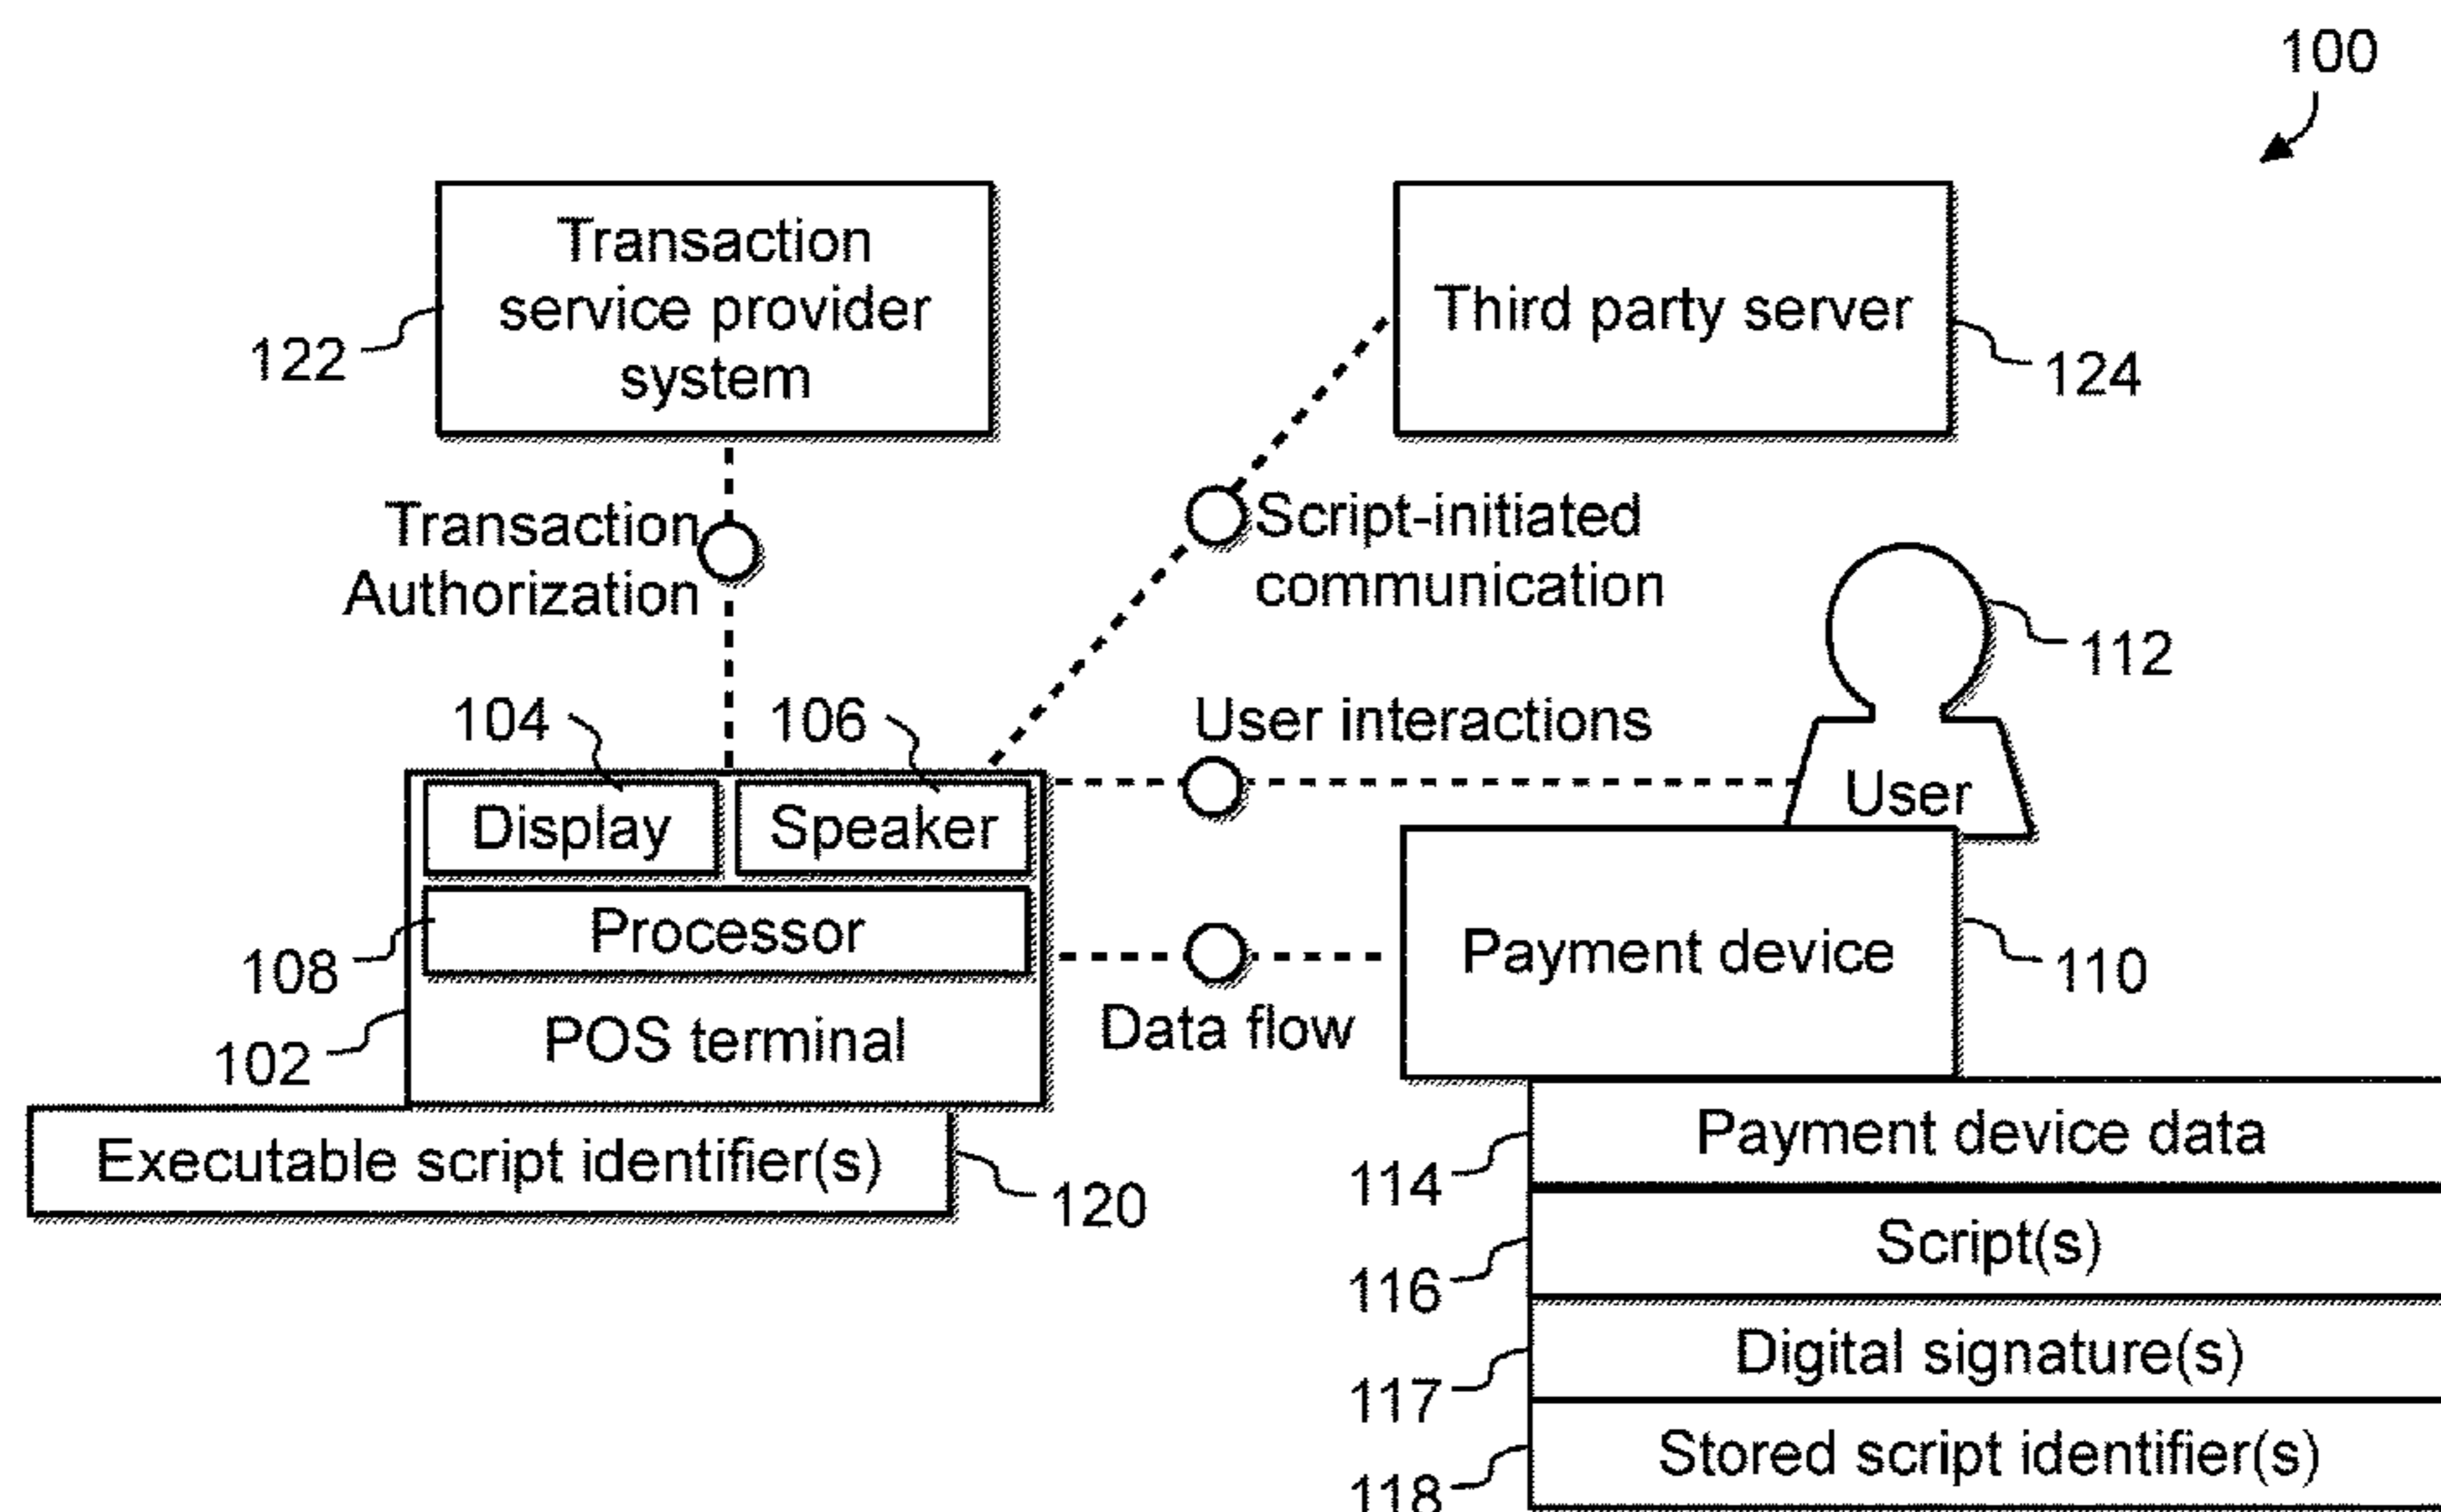 100
Transaction
service provider
system
122
Third party server
124
Transaction
Authorization
Script-initiated
communication
112
104
106
User interactions
User
Display
Speaker
Processor
108
POS terminal
102
Data flow
Payment device
110
Executable script identifier(s)
120
Payment device data
114
Script(s)
116
Digital signature(s)
117
Stored script identifier(s)
118